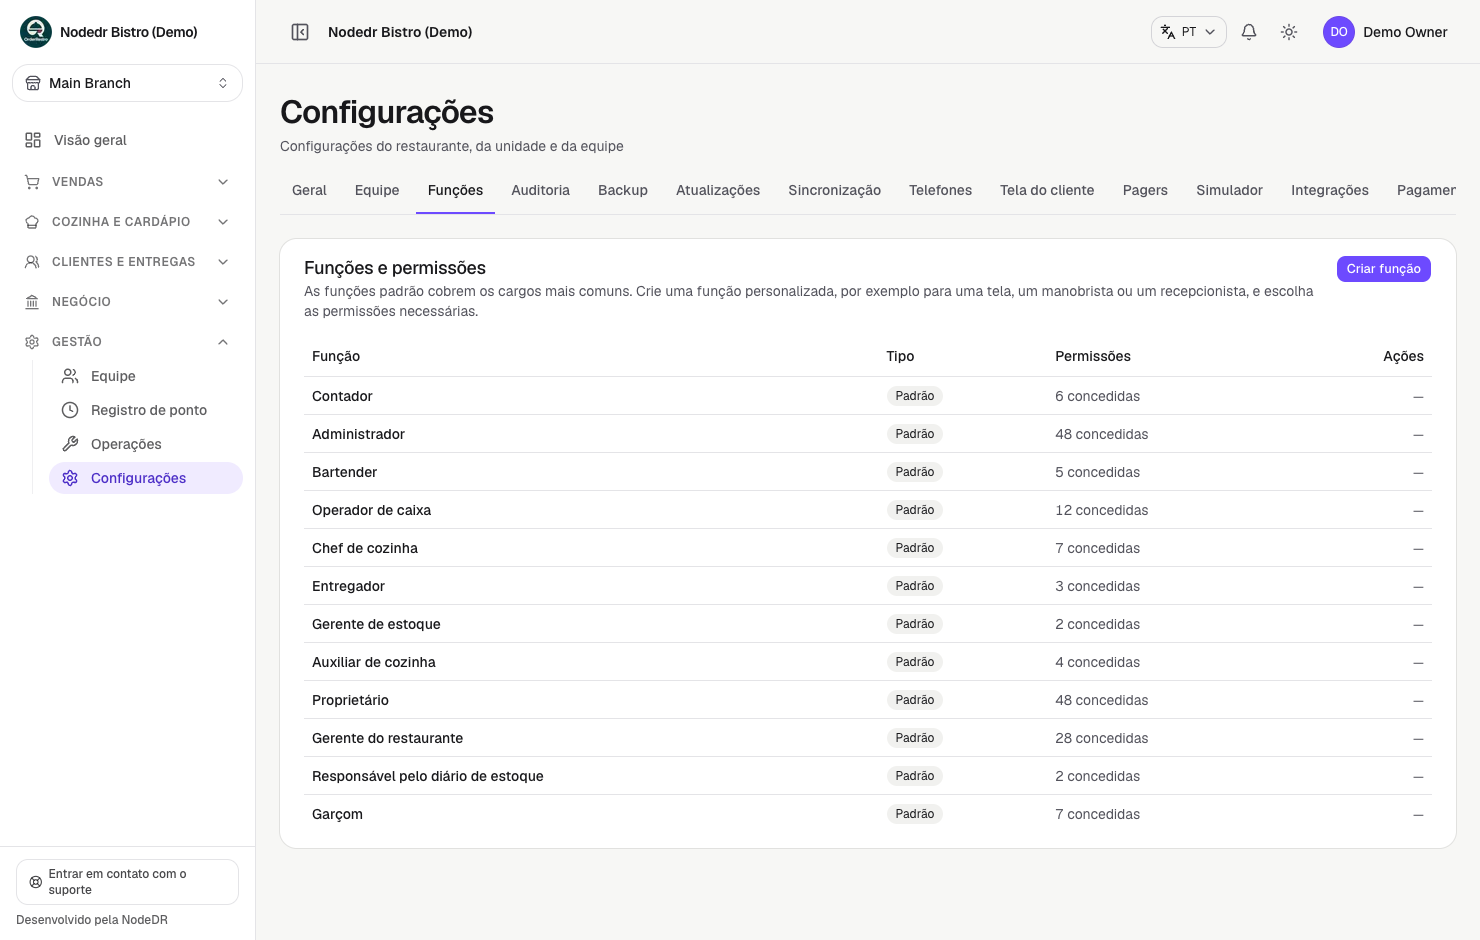 Nodedr Bistro (Demo)
Main Branch
Visão geral
VENDAS
COZINHA E CARDÁPIO
CLIENTES E ENTREGAS
NEGÓCIO
GESTÃO
Equipe
Registro de ponto
Operações
Configurações
Entrar em contato com o
suporte
Desenvolvido pela NodeDR
Nodedr Bistro (Demo)
PT
DO Demo Owner
Configurações
Configurações do restaurante, da unidade e da equipe
Geral Equipe Funções Auditoria Backup Atualizações Sincronização Telefones Tela do cliente Pagers Simulador Integrações Pagamen
Funções e permissões
Criar função
As funções padrão cobrem os cargos mais comuns. Crie uma função personalizada, por exemplo para uma tela, um manobrista ou um recepcionista, e escolha
as permissões necessárias.
Função Tipo Permissões Ações
Contador Padrão 6 concedidas —
Administrador Padrão 48 concedidas —
Bartender Padrão 5 concedidas —
Operador de caixa Padrão 12 concedidas —
Chef de cozinha Padrão 7 concedidas —
Entregador Padrão 3 concedidas —
Gerente de estoque Padrão 2 concedidas —
Auxiliar de cozinha Padrão 4 concedidas —
Proprietário Padrão 48 concedidas —
Gerente do restaurante Padrão 28 concedidas —
Responsável pelo diário de estoque Padrão 2 concedidas —
Garçom Padrão 7 concedidas —